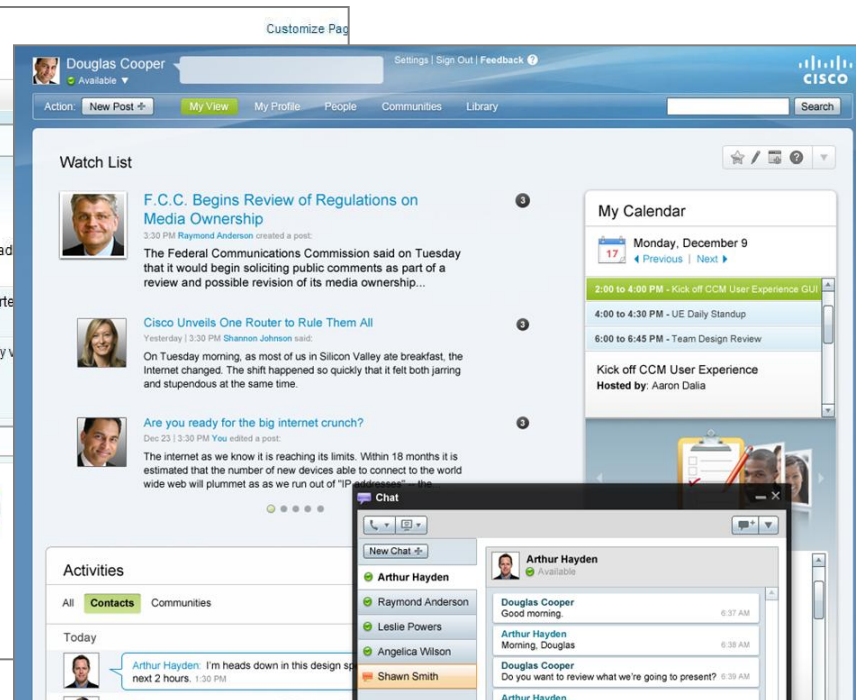 Customize Pag
Douglas Cooper
Available
Settings | Sign Out | Feedback ?
CISCO
Action: New Post My View My Profile People Communities Library Search
Watch List
F.C.C. Begins Review of Regulations on
Media Ownership
3
3:30 PM Raymond Anderson created a post:
The Federal Communications Commission said on Tuesday
that it would begin soliciting public comments as part of a
review and possible revision of its media ownership...
Cisco Unveils One Router to Rule Them All
3
Yesterday | 3:30 PM Shannon Johnson said:
On Tuesday morning, as most of us in Silicon Valley ate breakfast, the
Internet changed. The shift happened so quickly that it felt both jarring
and stupendous at the same time.
Are you ready for the big internet crunch?
3
Dec 23 | 3:30 PM You edited a post:
The internet as we know it is reaching its limits. Within 18 months it is
estimated that the number of new devices able to connect to the world
wide web will plummet as as we run out of "IP addresses" – the
My Calendar
17
Monday, December 9
Previous | Next
2:00 to 4:00 PM - Kick off CCM User Experience GUI
4:00 to 4:30 PM - UE Daily Standup
6:00 to 6:45 PM - Team Design Review
Kick off CCM User Experience
Hosted by: Aaron Dalia
Activities
All Contacts Communities
Today
Arthur Hayden: I'm heads down in this design sp
next 2 hours. 1:30 PM
Chat
New Chat
Arthur Hayden
Raymond Anderson
Leslie Powers
Angelica Wilson
Shawn Smith
Arthur Hayden
Available
Douglas Cooper
Good morning. 6:37 AM
Arthur Hayden
Morning, Douglas 6:38 AM
Douglas Cooper
Do you want to review what we're going to present? 6:39 AM
Arthur Hayden